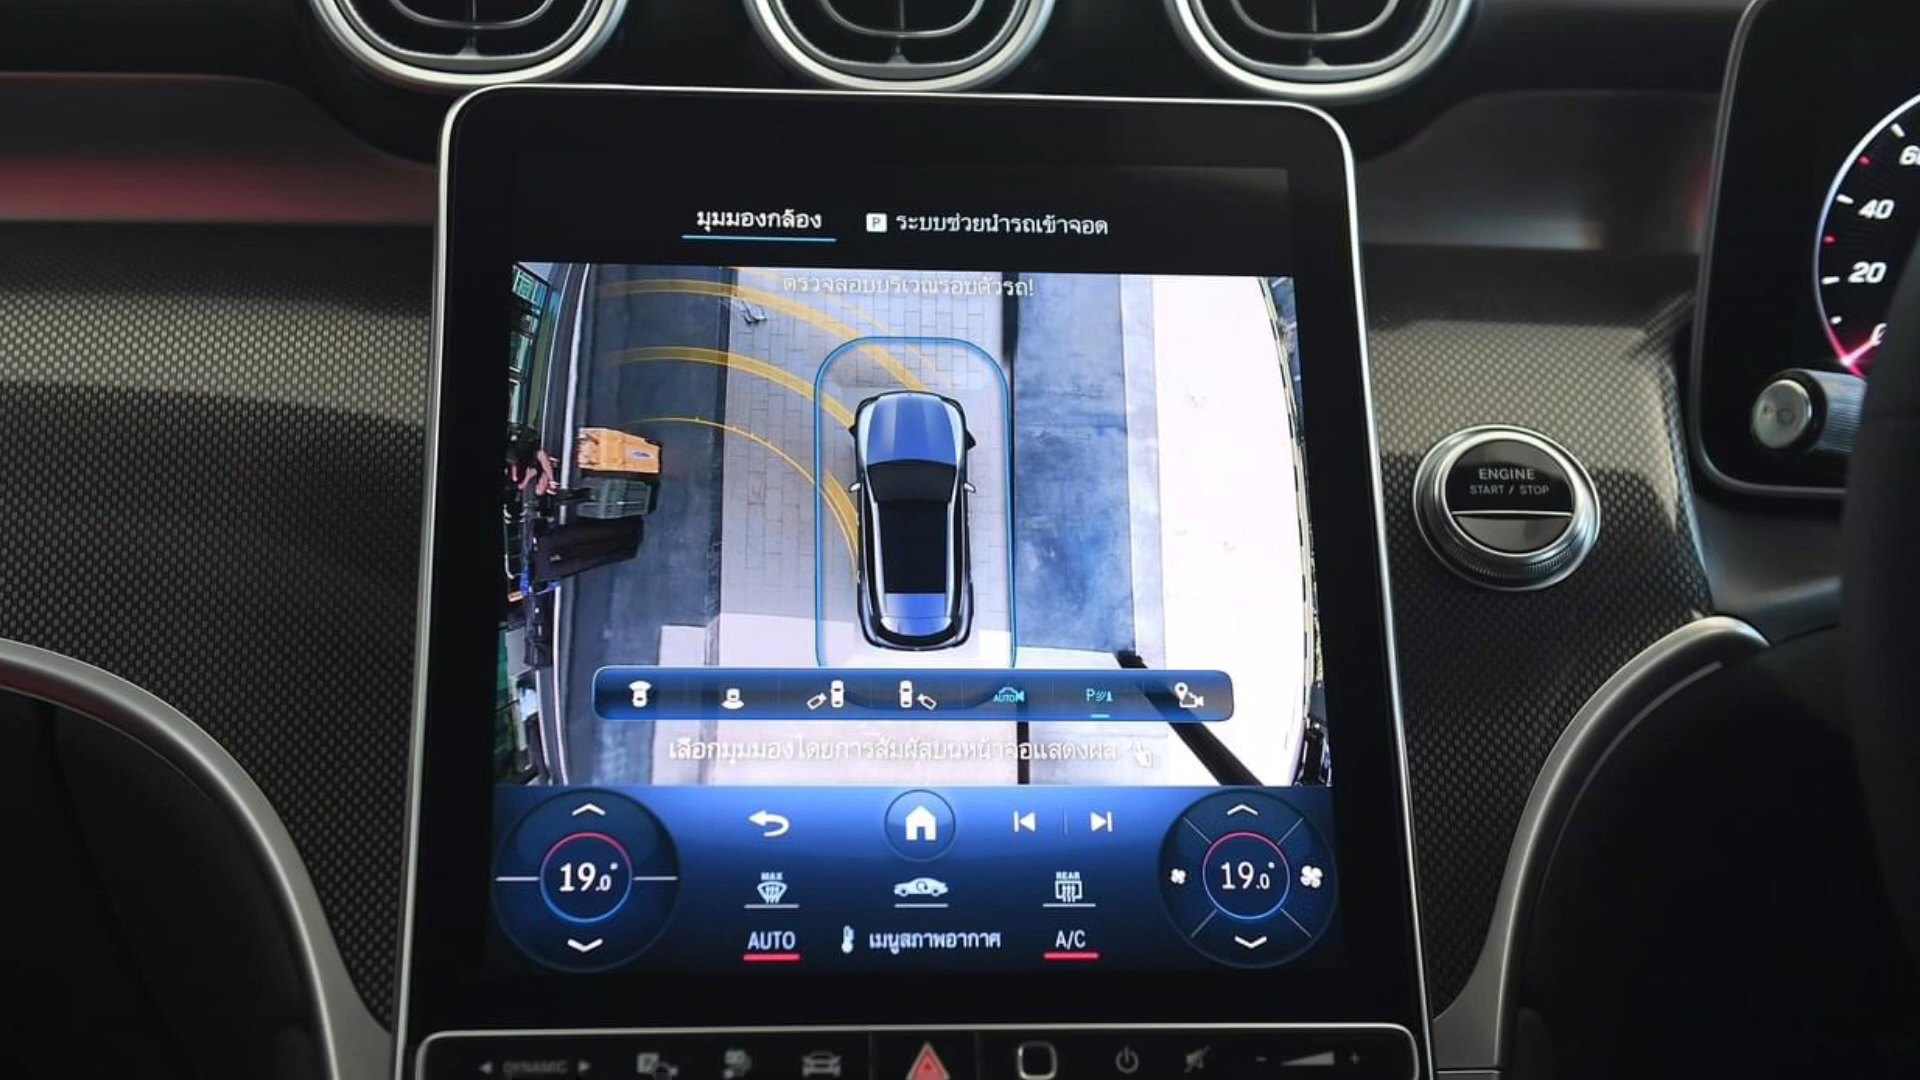 มุมมองกล้อง
P ระบบช่วยนำรถเข้าจอด
ตรวจสอบบริเวณรอบตัวรถ!
AUTO
P
เลือกมุมมองโดยการสัมผัสบนหน้าจอแสดงผล
19.0°
19.0°
MAX
REAR
AUTO
เมนูสภาพอากาศ
A/C
DYNAMIC
ENGINE
START / STOP
60
40
20
0